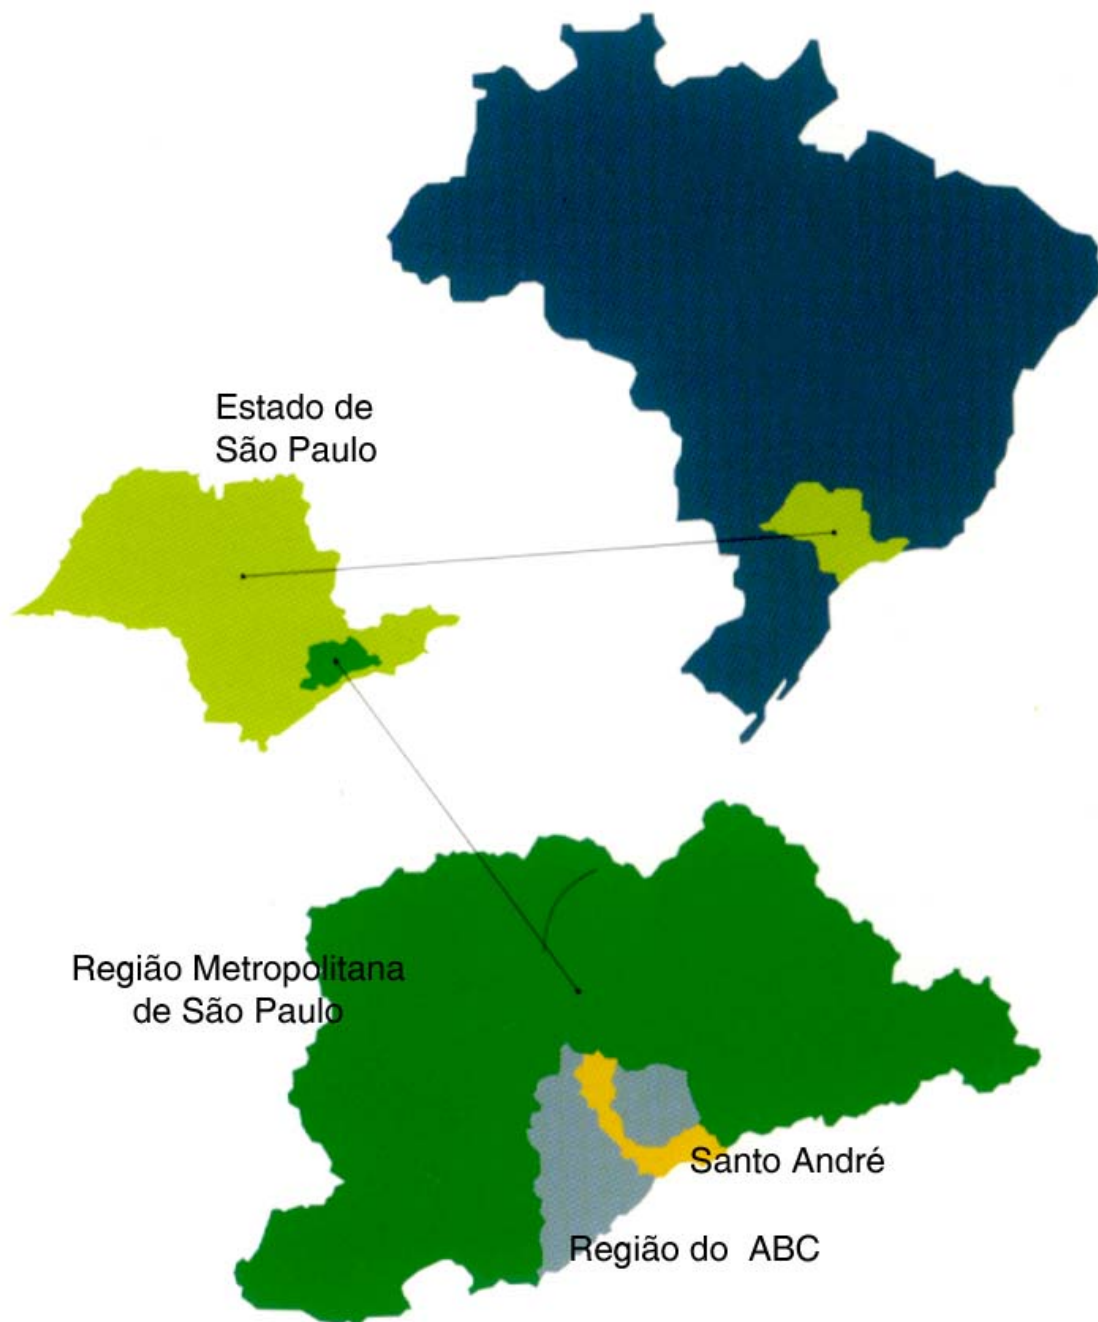 Estado de
São Paulo
Região Metropolitana
de São Paulo
Santo André
Região do ABC